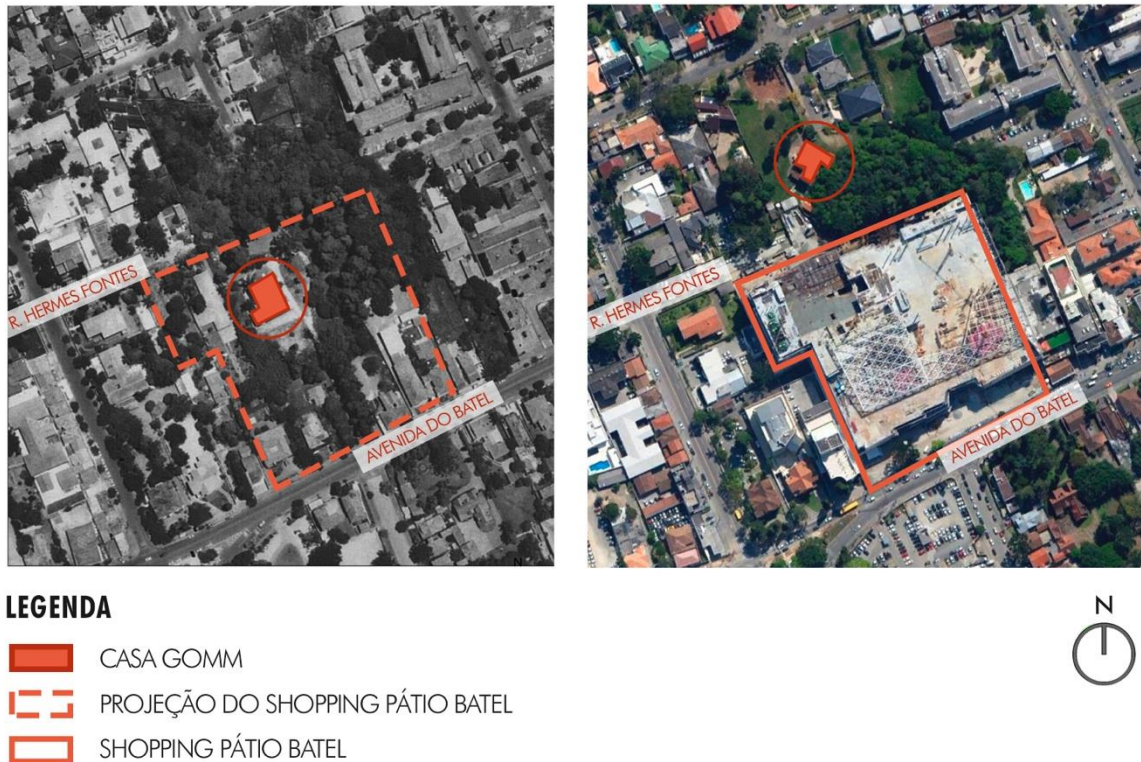 R. HERMES FONTES
AVENIDA DO BATEL
N
R. HERMES FONTES
AVENIDA DO BATEL
LEGENDA
N
CASA GOMM
PROJEÇÃO DO SHOPPING PÁTIO BATEL
SHOPPING PÁTIO BATEL